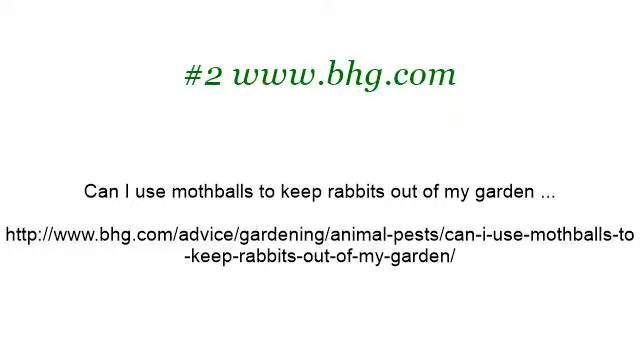 #2 www.bhg.com
Can I use mothballs to keep rabbits out of my garden ...
http://www.bhg.com/advice/gardening/animal-pests/can-i-use-mothballs-to
-keep-rabbits-out-of-my-garden/